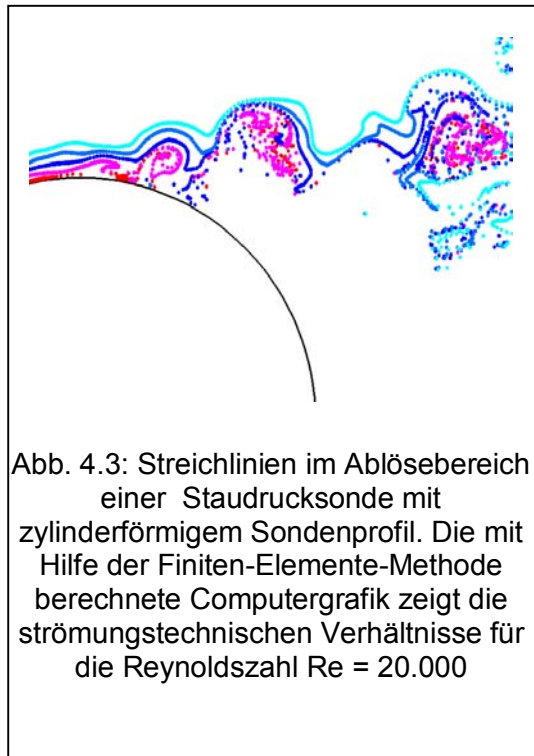 Abb. 4.3: Streichlinien im Ablösebereich
einer Staudrucksonde mit
zylinderförmigem Sondenprofil. Die mit
Hilfe der Finiten-Elemente-Methode
berechnete Computergrafik zeigt die
strömungstechnischen Verhältnisse für
die Reynoldszahl Re = 20.000